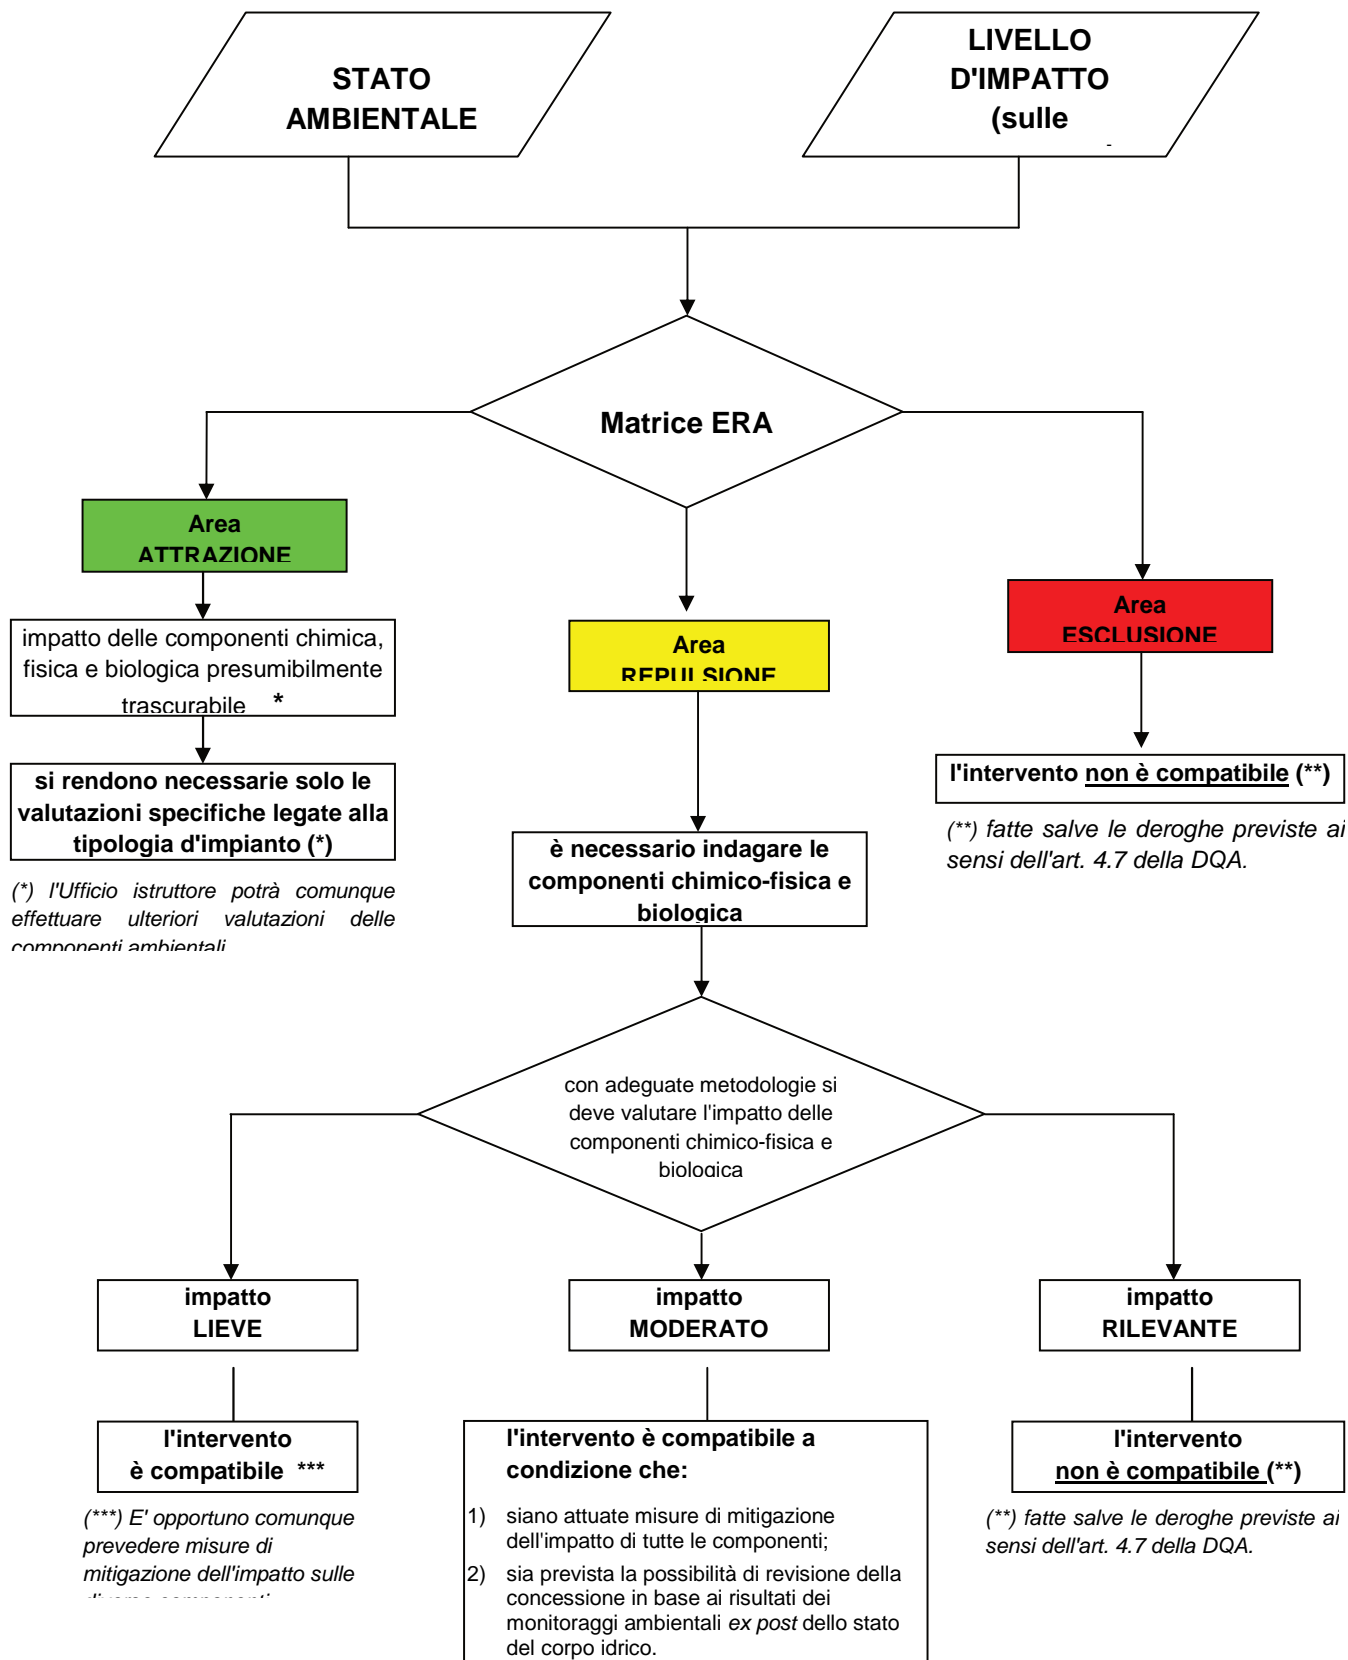 STATO
AMBIENTALE
LIVELLO
D'IMPATTO
(sulle
Matrice ERA
Area
ATTRAZIONE
impatto delle componenti chimica,
fisica e biologica presumibilmente
trascurabile *
si rendono necessarie solo le
valutazioni specifiche legate alla
tipologia d'impianto (*)
(*) l'Ufficio istruttore potrà comunque
effettuare ulteriori valutazioni delle
componenti ambientali
Area
REPULSIONE
è necessario indagare le
componenti chimico-fisica e
biologica
Area
ESCLUSIONE
l'intervento non è compatibile (**)
(**) fatte salve le deroghe previste ai
sensi dell'art. 4.7 della DQA.
con adeguate metodologie si
deve valutare l'impatto delle
componenti chimico-fisica e
biologica
impatto
LIEVE
l'intervento
è compatibile ***
(***) E' opportuno comunque
prevedere misure di
mitigazione dell'impatto sulle
diverse componenti
impatto
MODERATO
l'intervento è compatibile a
condizione che:
1) siano attuate misure di mitigazione
dell'impatto di tutte le componenti;
2) sia prevista la possibilità di revisione della
concessione in base ai risultati dei
monitoraggi ambientali ex post dello stato
del corpo idrico.
impatto
RILEVANTE
l'intervento
non è compatibile (**)
(**) fatte salve le deroghe previste ai
sensi dell'art. 4.7 della DQA.